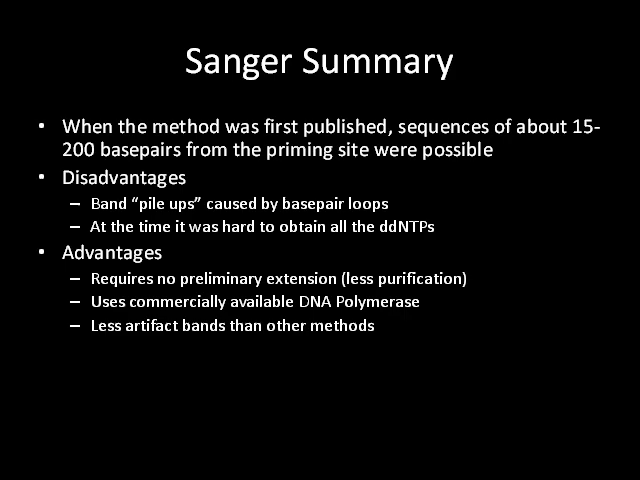 Sanger Summary
• When the method was first published, sequences of about 15-
200 basepairs from the priming site were possible
• Disadvantages
– Band “pile ups” caused by basepair loops
– At the time it was hard to obtain all the ddNTPs
• Advantages
– Requires no preliminary extension (less purification)
– Uses commercially available DNA Polymerase
– Less artifact bands than other methods